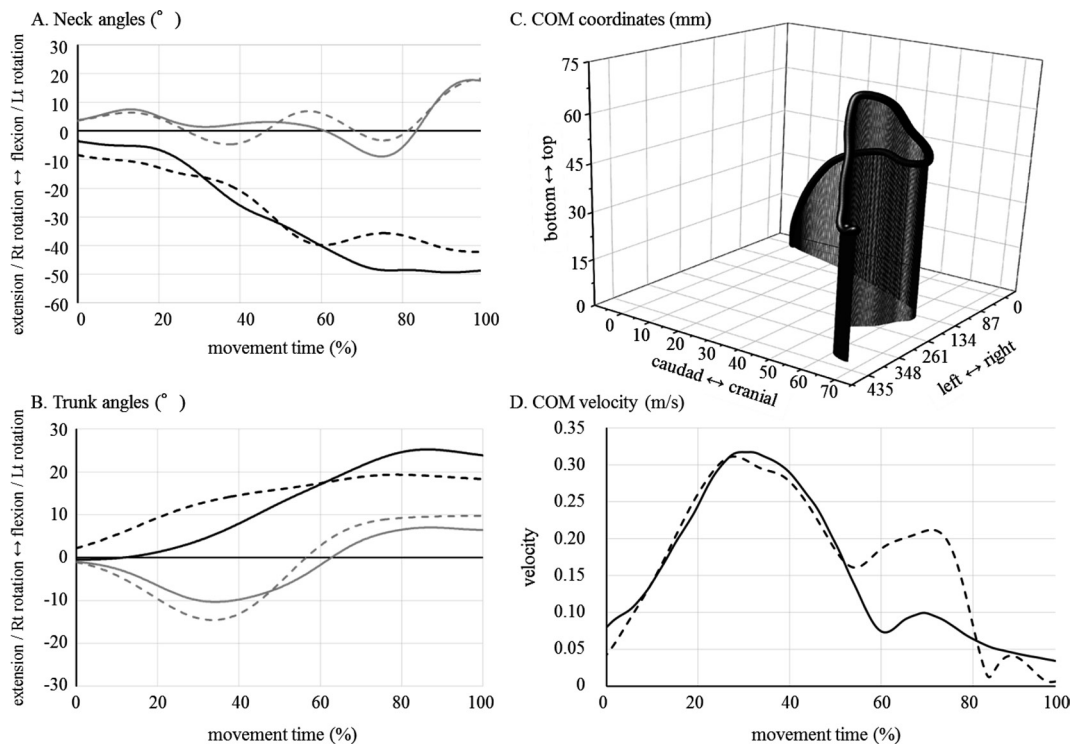 A. Neck angles (°)
extension / Rt rotation ↔ flexion / Lt rotation
30
20
10
0
-10
-20
-30
-40
-50
-60
0 20 40 60 80 100
movement time (%)
C. COM coordinates (mm)
bottom ↔ top
75
60
45
30
15
0
0 10 20 30 40 50 60 70
caudad ↔ cranial
435 348 261 134 87 0
left ↔ right
B. Trunk angles (°)
extension / Rt rotation ↔ flexion / Lt rotation
30
20
10
0
-10
-20
-30
0 20 40 60 80 100
movement time (%)
D. COM velocity (m/s)
velocity
0.35
0.30
0.25
0.20
0.15
0.10
0.05
0
0 20 40 60 80 100
movement time (%)